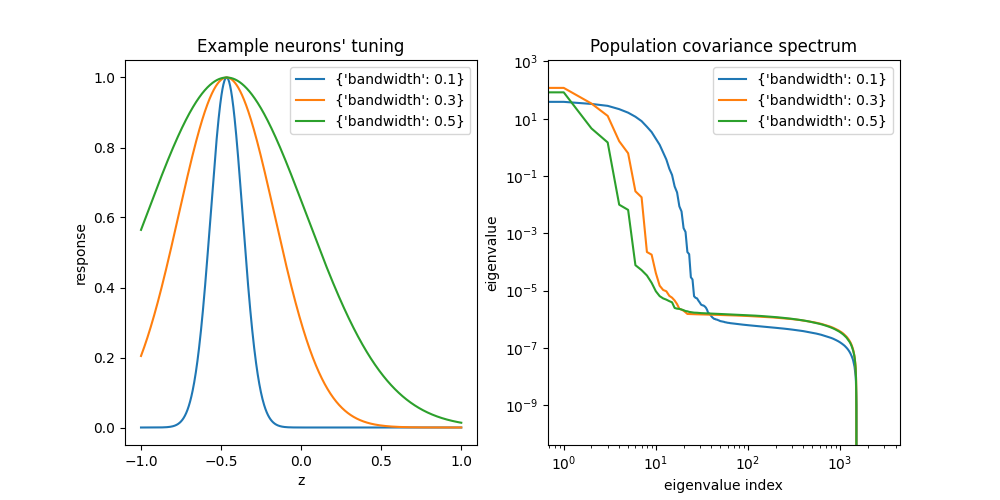 Example neurons' tuning
{'bandwidth': 0.1}
{'bandwidth': 0.3}
{'bandwidth': 0.5}
1.0
0.8
0.6
0.4
0.2
0.0
response
−1.0 −0.5 0.0 0.5 1.0
z
Population covariance spectrum
{'bandwidth': 0.1}
{'bandwidth': 0.3}
{'bandwidth': 0.5}
10³
10¹
10⁻¹
10⁻³
10⁻⁵
10⁻⁷
10⁻⁹
eigenvalue
10⁰ 10¹ 10² 10³
eigenvalue index